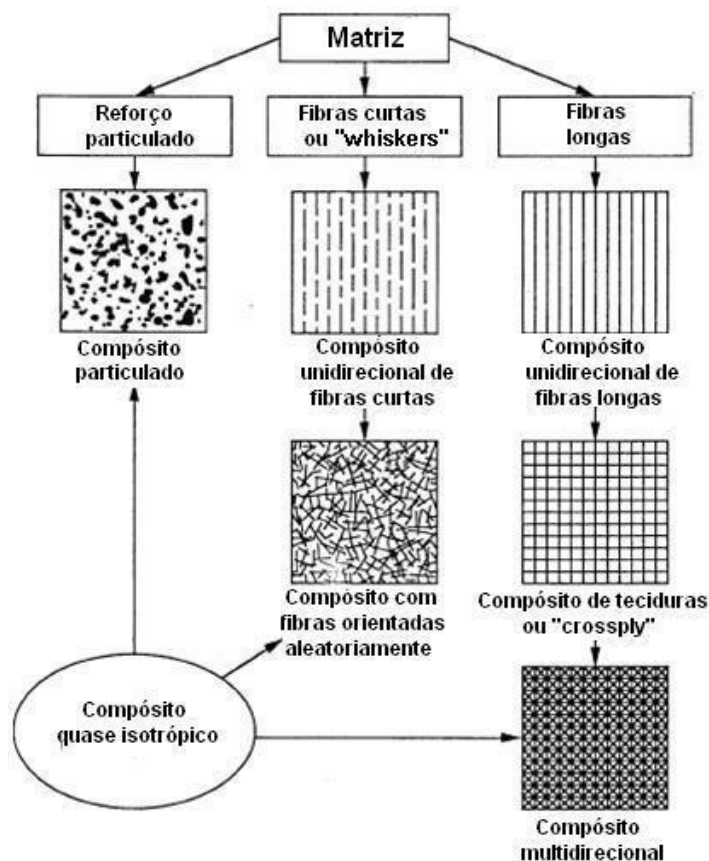 Matriz
Reforço
particulado
Fibras curtas
ou "whiskers"
Fibras
longas
Compósito
particulado
Compósito
unidirecional de
fibras curtas
Compósito
unidirecional de
fibras longas
Compósito com
fibras orientadas
aleatoriamente
Compósito de teciduras
ou "crossply"
Compósito
quase isotrópico
Compósito
multidirecional